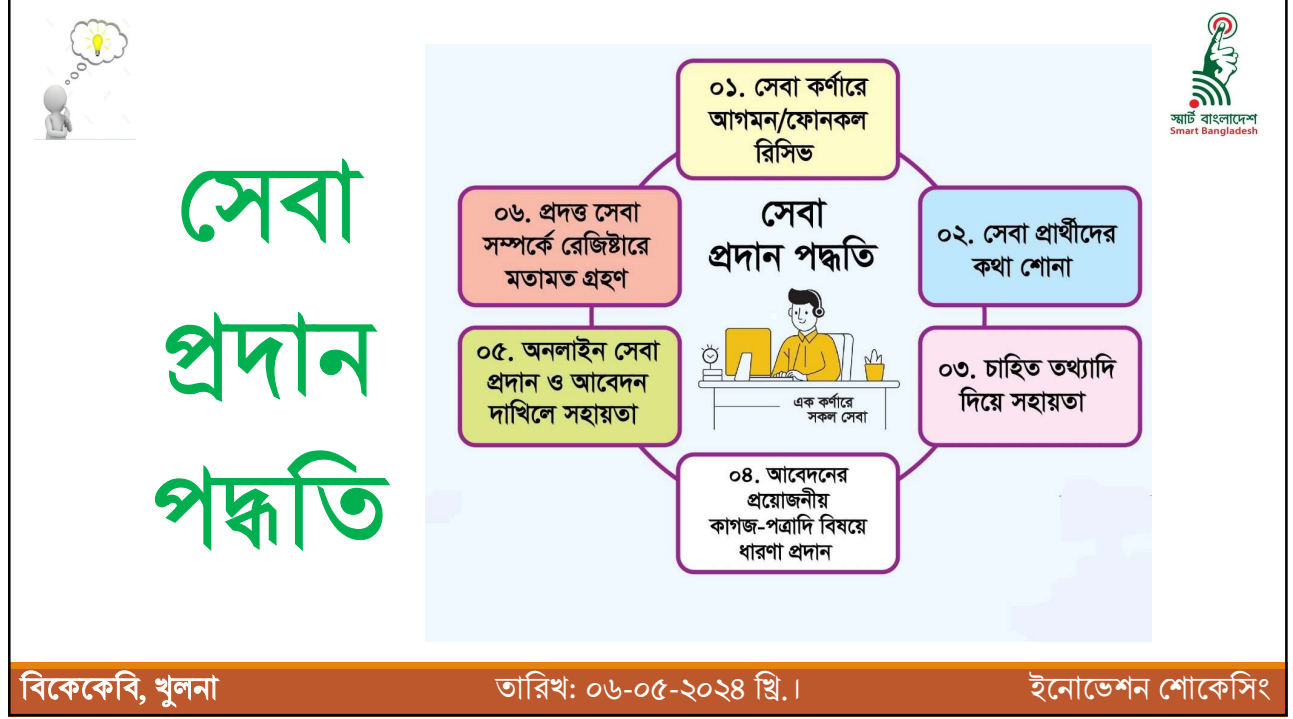 সেবা
প্রদান
পদ্ধতি
স্মার্ট বাংলাদেশ
Smart Bangladesh
সেবা
প্রদান পদ্ধতি
০১. সেবা কর্ণারে
আগমন/ফোনকল
রিসিভ
০২. সেবা প্রার্থীদের
কথা শোনা
০৩. চাহিত তথ্যাদি
দিয়ে সহায়তা
০৪. আবেদনের
প্রয়োজনীয়
কাগজ-পত্রাদি বিষয়ে
ধারণা প্রদান
০৫. অনলাইন সেবা
প্রদান ও আবেদন
দাখিলে সহায়তা
০৬. প্রদত্ত সেবা
সম্পর্কে রেজিষ্টারে
মতামত গ্রহণ
এক কর্ণারে
সকল সেবা
বিকেকেবি, খুলনা
তারিখ: ০৬-০৫-২০২৪ খ্রি.।
ইনোভেশন শোকেসিং